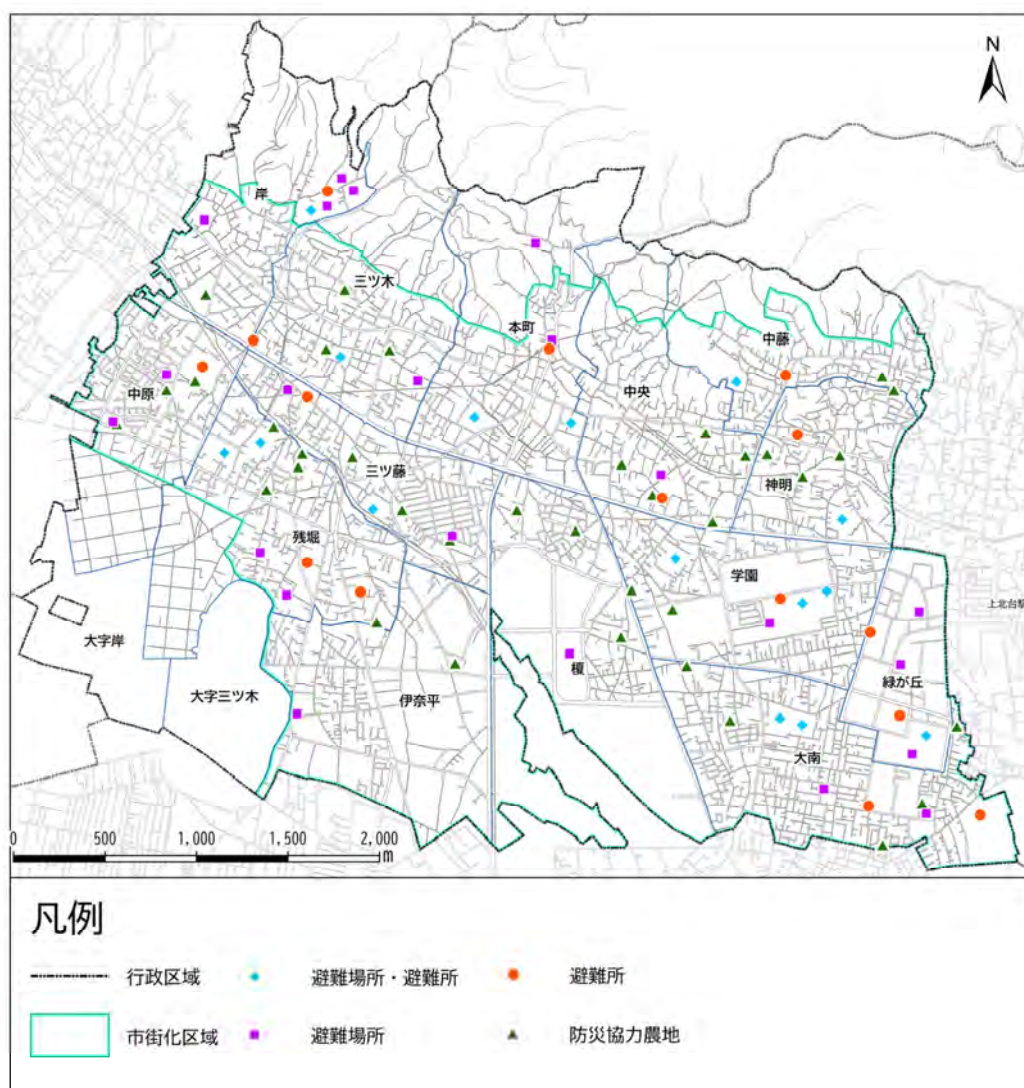 N
岸
三ツ木
本町
中藤
中央
中原
三ツ藤
神明
残堀
学園
上北台駅
大字岸
榎
緑が丘
大字三ツ木
伊奈平
大南
0 500 1,000 1,500 2,000
m
凡例
行政区域 避難場所・避難所 避難所
市街化区域 避難場所 防災協力農地